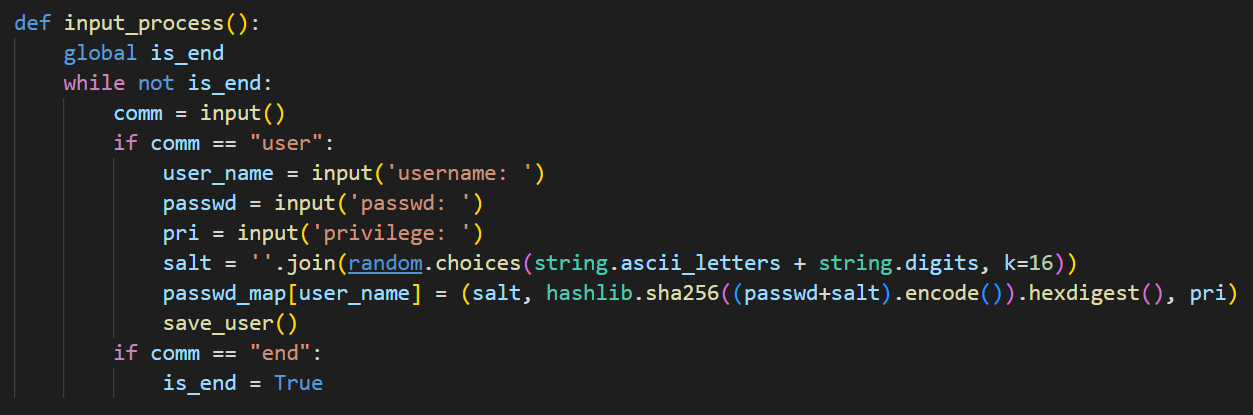 def input_process():
    global is_end
    while not is_end:
        comm = input()
        if comm == "user":
            user_name = input('username: ')
            passwd = input('passwd: ')
            pri = input('privilege: ')
            salt = ''.join(random.choices(string.ascii_letters + string.digits, k=16))
            passwd_map[user_name] = (salt, hashlib.sha256((passwd+salt).encode()).hexdigest(), pri)
            save_user()
        if comm == "end":
            is_end = True